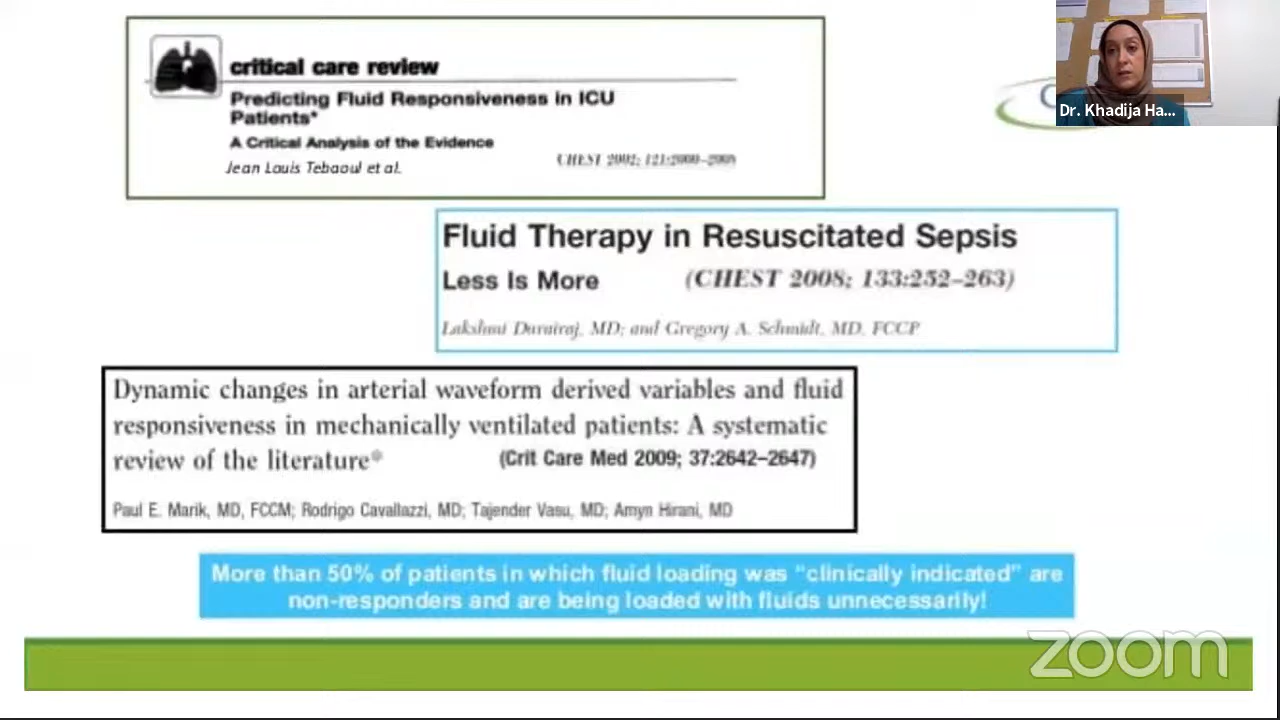 critical care review
Predicting Fluid Responsiveness in ICU
Patients*
A Critical Analysis of the Evidence
Jean Louis Tebaoul et al.
CHEST 2002; 121:2000–2008
Fluid Therapy in Resuscitated Sepsis
Less Is More
(CHEST 2008; 133:252–263)
Lakshmi Durairaj, MD; and Gregory A. Schmidt, MD, FCCP
Dynamic changes in arterial waveform derived variables and fluid
responsiveness in mechanically ventilated patients: A systematic
review of the literature*
(Crit Care Med 2009; 37:2642–2647)
Paul E. Marik, MD, FCCM; Rodrigo Cavallazzi, MD; Tajender Vasu, MD; Amyn Hirani, MD
More than 50% of patients in which fluid loading was “clinically indicated” are
non-responders and are being loaded with fluids unnecessarily!
Dr. Khadija Ha...
zoom